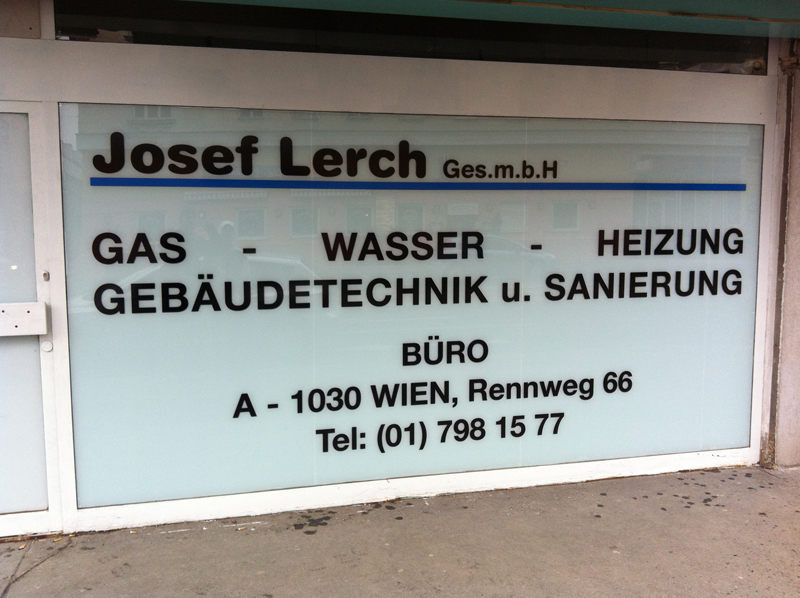 Josef Lerch Ges.m.b.H
GAS - WASSER - HEIZUNG
GEBÄUDETECHNIK u. SANIERUNG
BÜRO
A - 1030 WIEN, Rennweg 66
Tel: (01) 798 15 77